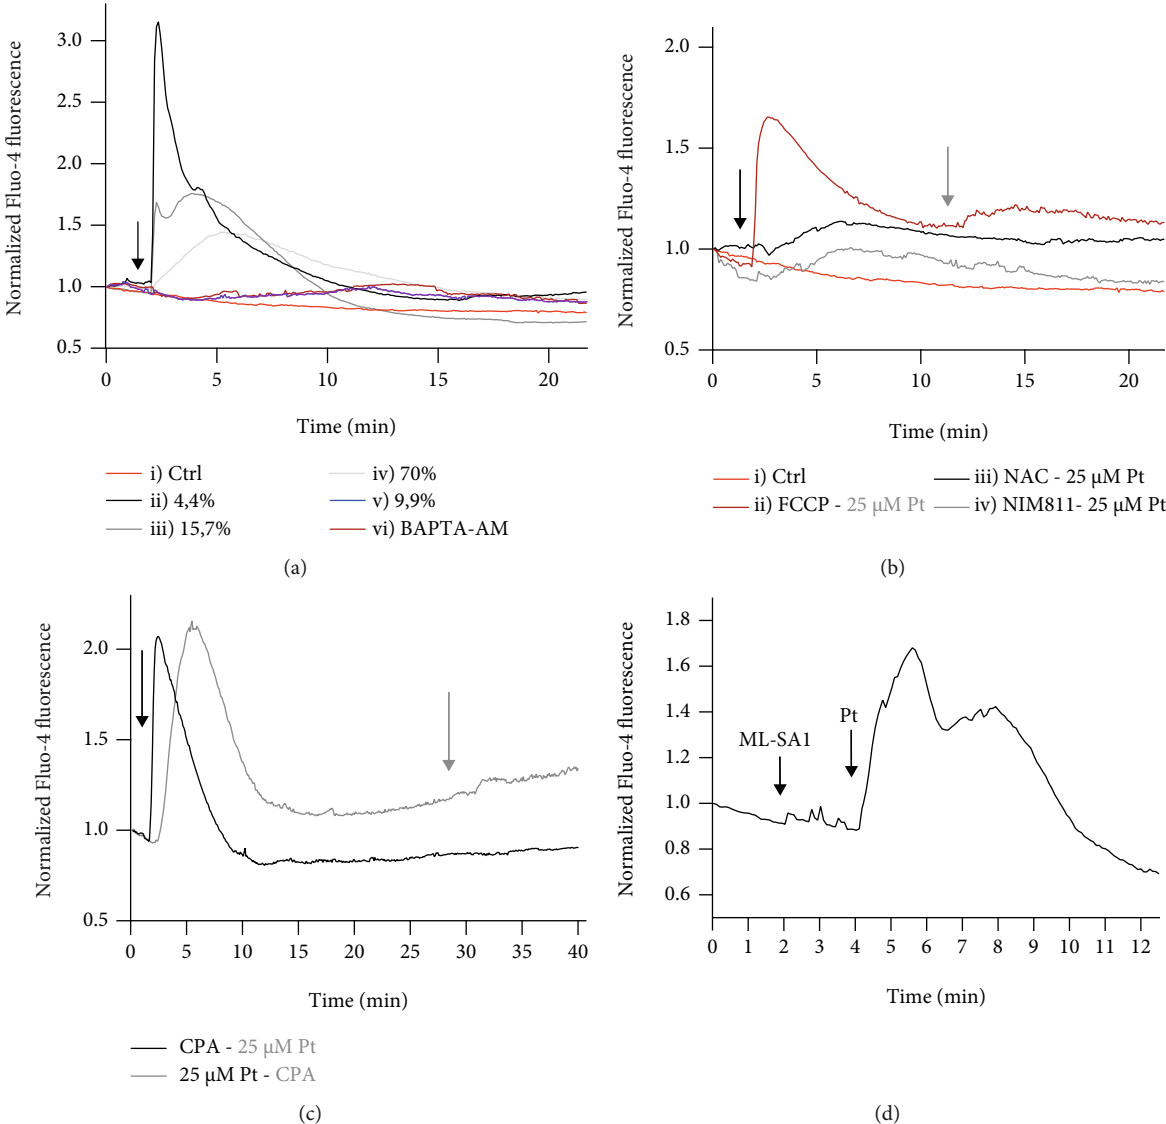 Normalized Fluo-4 fluorescence
3.0
2.5
2.0
1.5
1.0
0.5
0
5
10
15
20
Time (min)
i) Ctrl
ii) 4,4%
iii) 15,7%
iv) 70%
v) 9,9%
vi) BAPTA-AM
(a)
Normalized Fluo-4 fluorescence
2.0
1.5
1.0
0.5
0
5
10
15
20
Time (min)
i) Ctrl
ii) FCCP - 25 μM Pt
iii) NAC - 25 μM Pt
iv) NIM811- 25 μM Pt
(b)
Normalized Fluo-4 fluorescence
2.0
1.5
1.0
0.5
0
5
10
15
20
25
30
35
40
Time (min)
CPA - 25 μM Pt
25 μM Pt - CPA
(c)
Normalized Fluo-4 fluorescence
1.8
1.6
1.4
1.2
1.0
0.8
0.6
ML-SA1
Pt
0
1
2
3
4
5
6
7
8
9
10
11
12
Time (min)
(d)